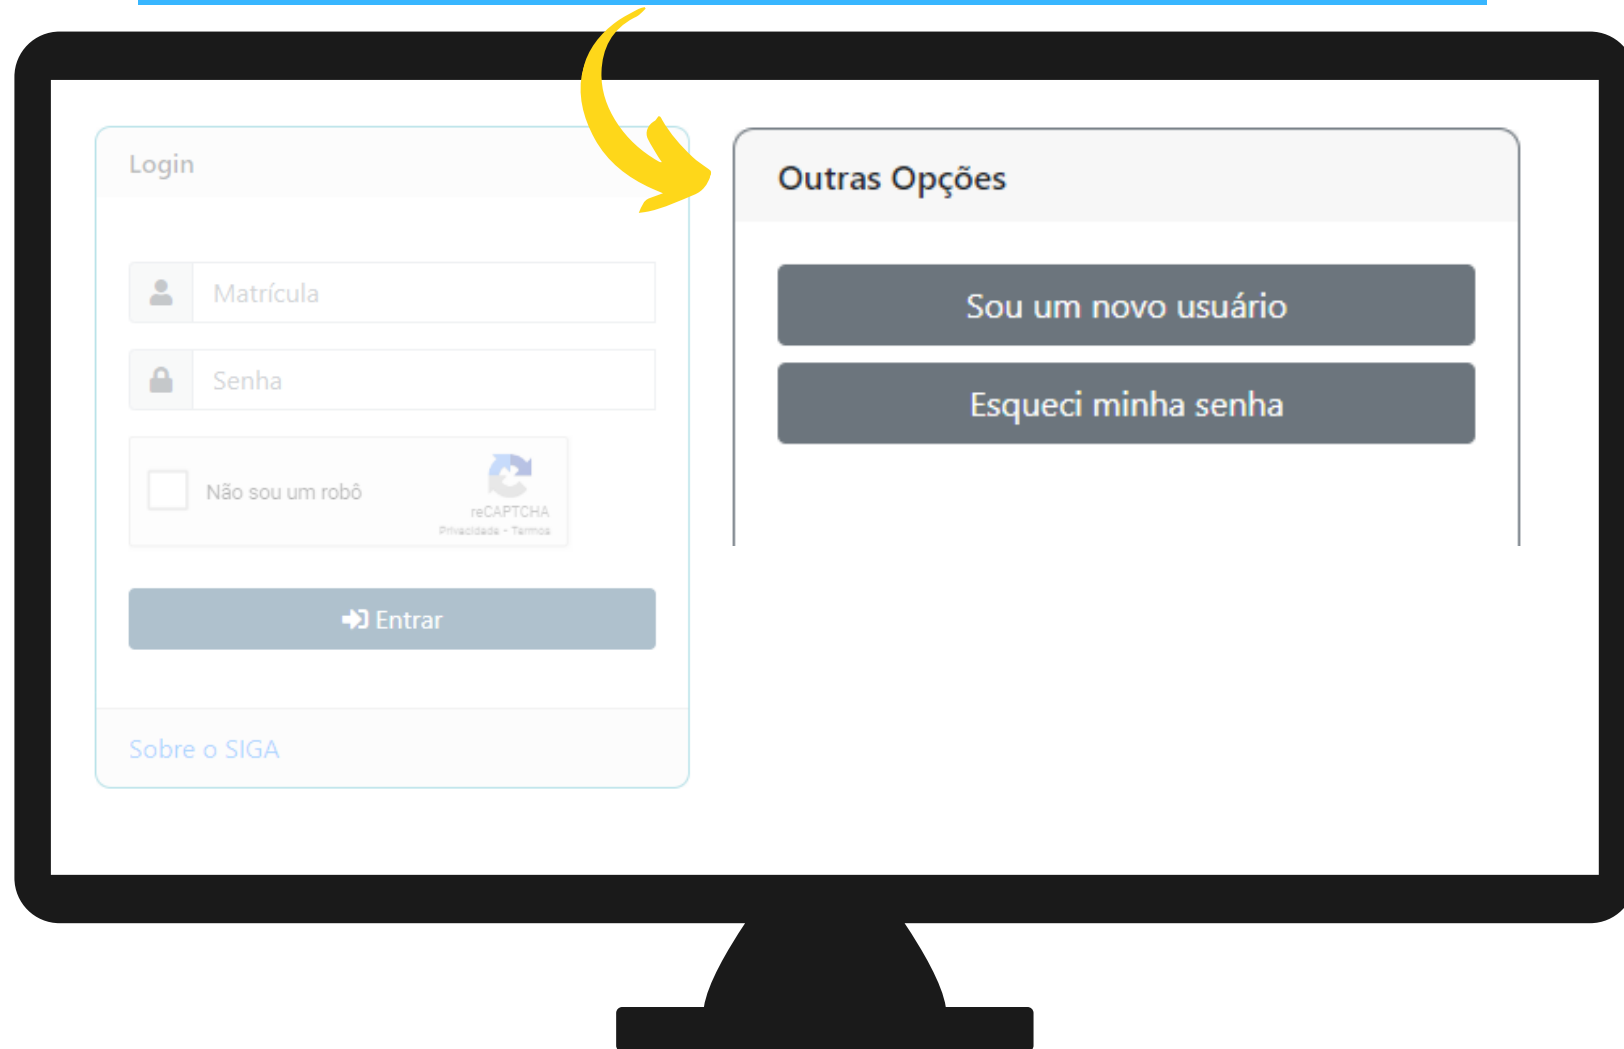 Login
Matrícula
Senha
Não sou um robô
reCAPTCHA
Privacidade - Termos
Entrar
Sobre o SIGA
Outras Opções
Sou um novo usuário
Esqueci minha senha